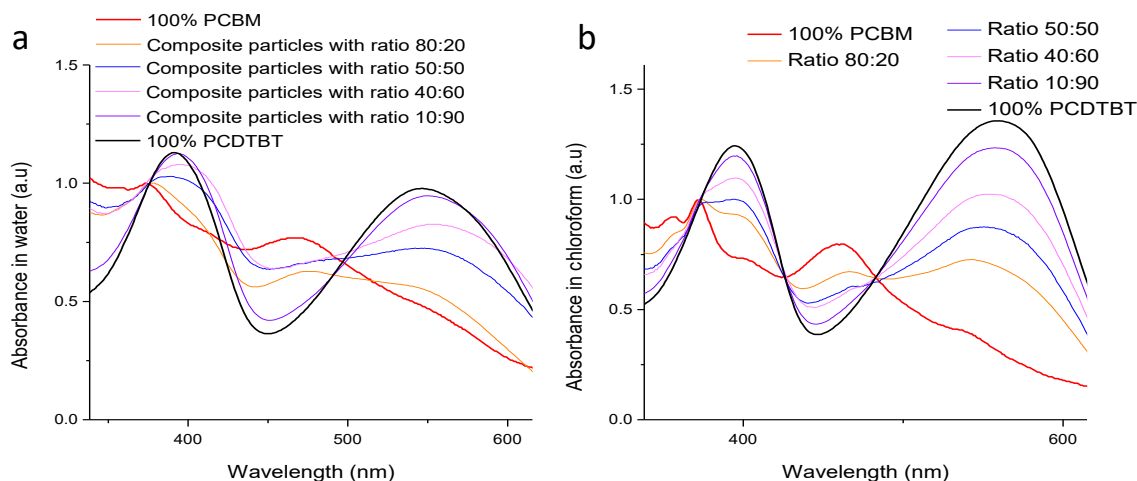 a
100% PCBM
Composite particles with ratio 80:20
Composite particles with ratio 50:50
Composite particles with ratio 40:60
Composite particles with ratio 10:90
100% PCDTBT
Absorbance in water (a.u)
1.5
1.0
0.5
0.0
400
500
600
Wavelength (nm)
b
100% PCBM
Ratio 80:20
Ratio 50:50
Ratio 40:60
Ratio 10:90
100% PCDTBT
Absorbance in chloroform (a.u)
1.5
1.0
0.5
0.0
400
600
Wavelength (nm)